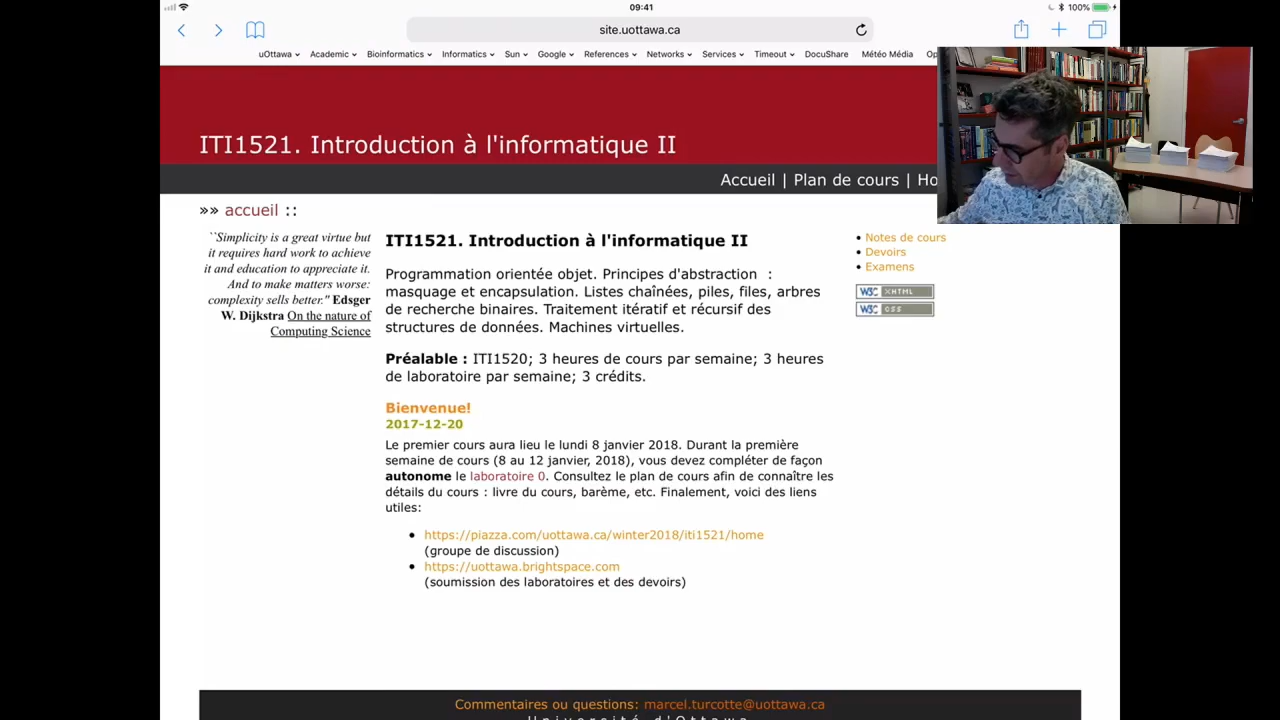 09:41
100%
site.uottawa.ca
uOttawa Academic Bioinformatics Informatics Sun Google References Networks Services Timeout DocuShare Météo Média Op
ITI1521. Introduction à l'informatique II
Accueil | Plan de cours | Ho
»» accueil ::
``Simplicity is a great virtue but
it requires hard work to achieve
it and education to appreciate it.
And to make matters worse:
complexity sells better." Edsger
W. Dijkstra On the nature of
Computing Science
ITI1521. Introduction à l'informatique II
Programmation orientée objet. Principes d'abstraction :
masquage et encapsulation. Listes chaînées, piles, files, arbres
de recherche binaires. Traitement itératif et récursif des
structures de données. Machines virtuelles.
Préalable : ITI1520; 3 heures de cours par semaine; 3 heures
de laboratoire par semaine; 3 crédits.
Bienvenue!
2017-12-20
Le premier cours aura lieu le lundi 8 janvier 2018. Durant la première
semaine de cours (8 au 12 janvier, 2018), vous devez compléter de façon
autonome le laboratoire 0. Consultez le plan de cours afin de connaître les
détails du cours : livre du cours, barème, etc. Finalement, voici des liens
utiles:
• https://piazza.com/uottawa.ca/winter2018/iti1521/home
(groupe de discussion)
• https://uottawa.brightspace.com
(soumission des laboratoires et des devoirs)
• Notes de cours
• Devoirs
• Examens
W3C XHTML
W3C CSS
Commentaires ou questions: marcel.turcotte@uottawa.ca
Université d'Ottawa